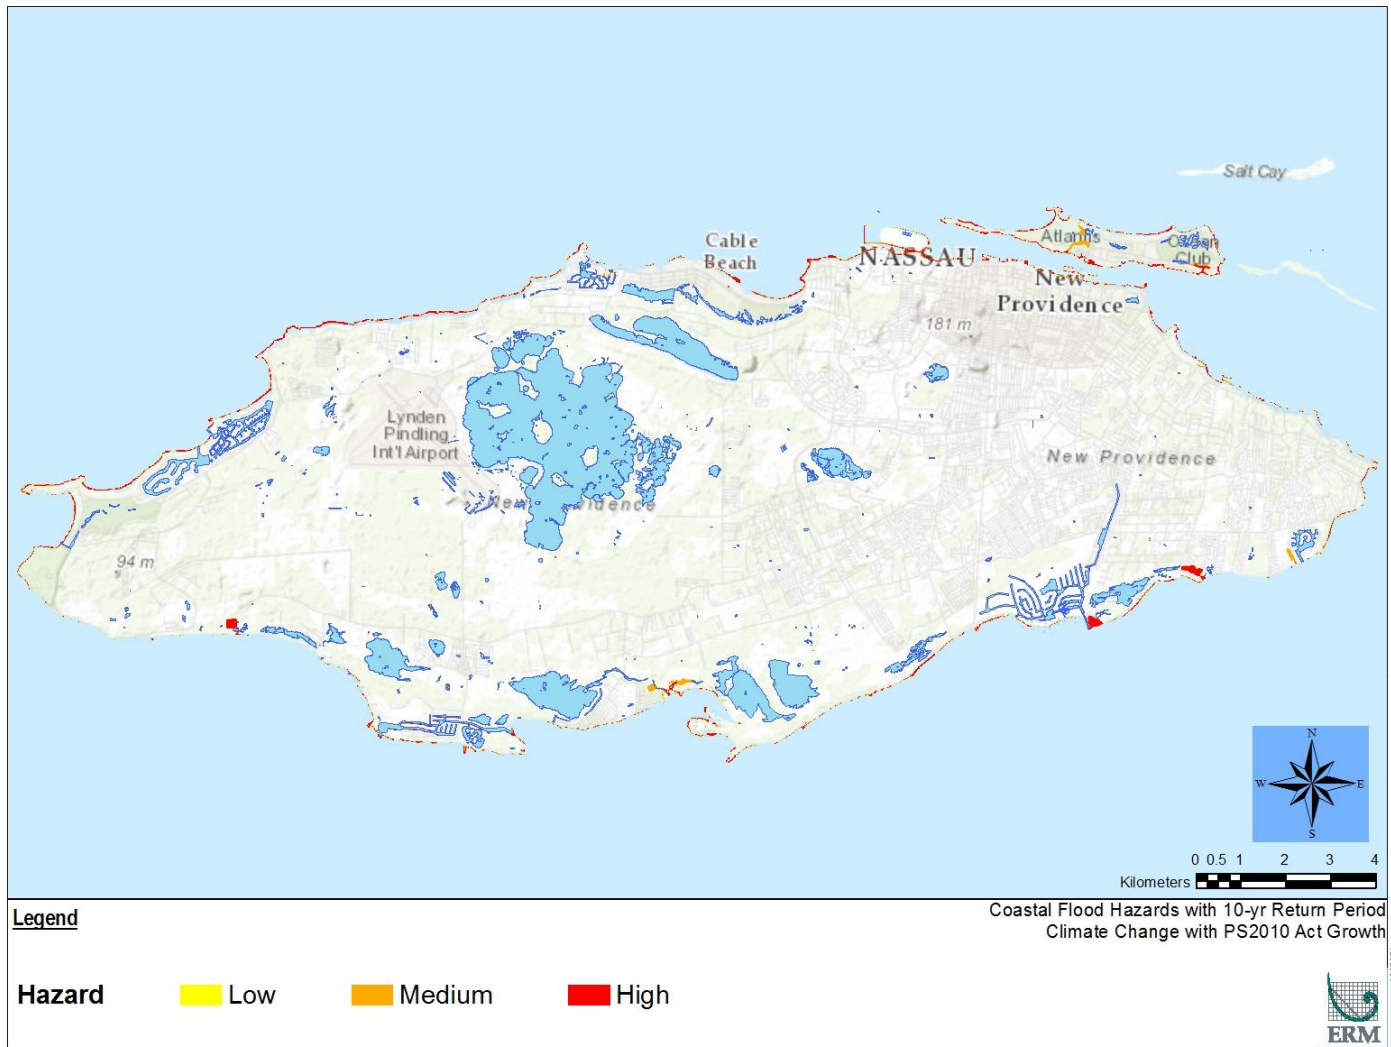 Salt Cay
Atlantis
Ocean
Club
Cable
Beach
NASSAU
New
Providence
181 m
Lynden
Pindling
Int'l Airport
New Providence
New Providence
94 m
N
W
E
S
0 0.5 1 2 3 4
Kilometers
Legend
Coastal Flood Hazards with 10-yr Return Period
Climate Change with PS2010 Act Growth
Hazard
Low
Medium
High
ERM